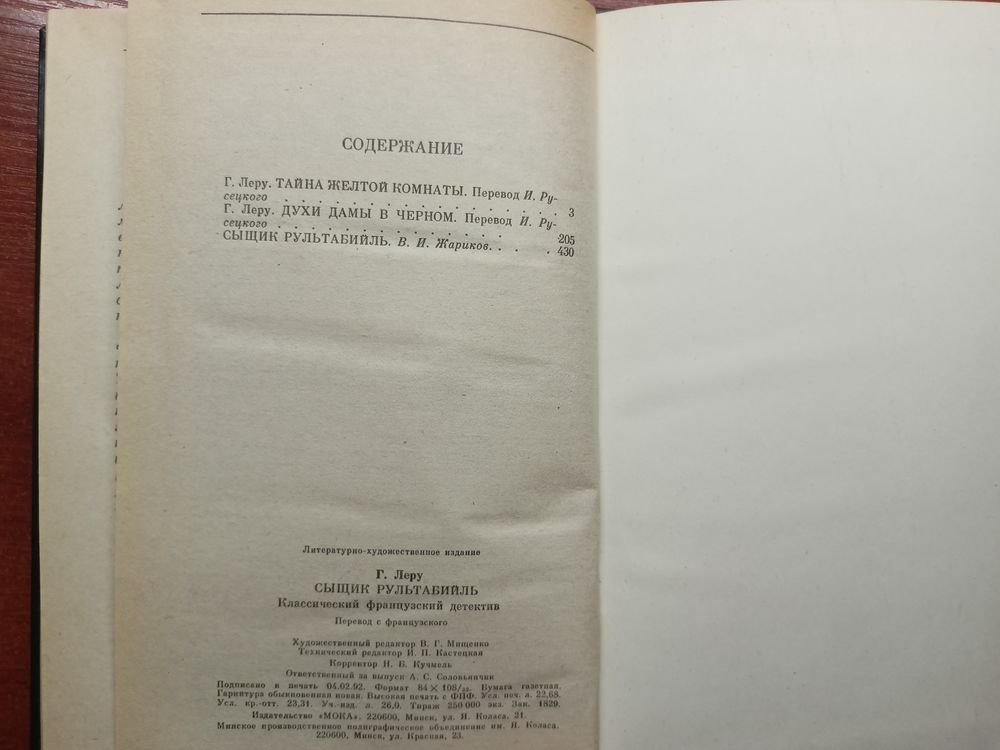 СОДЕРЖАНИЕ
Г. Леру. ТАЙНА ЖЕЛТОЙ КОМНАТЫ. Перевод И. Ру-
сецкого . . . . . . . . . . . . . . . . . 3
Г. Леру. ДУХИ ДАМЫ В ЧЕРНОМ. Перевод И. Ру-
сецкого . . . . . . . . . . . . . . . . 205
СЫЩИК РУЛЬТАБИЙЛЬ. В. И. Жариков. . . . 430
Литературно-художественное издание
Г. Леру
СЫЩИК РУЛЬТАБИЙЛЬ
Классический французский детектив
Перевод с французского
Художественный редактор В. Г. Мищенко
Технический редактор И. П. Кастецкая
Корректор Н. Б. Кучмель
Ответственный за выпуск А. С. Соловьянчик
Подписано в печать 04.02.92. Формат 84×108/32. Бумага газетная.
Гарнитура обыкновенная новая. Высокая печать с ФПФ. Усл. печ. л. 22,68.
Усл. кр.-отт. 23,31. Уч.-изд. л. 26,0. Тираж 250 000 экз. Зак. 1829.
Издательство «МОКА». 220600, Минск, ул. Я. Коласа. 21.
Минское производственное полиграфическое объединение им. Я. Коласа.
220600, Минск, ул. Красная, 23.